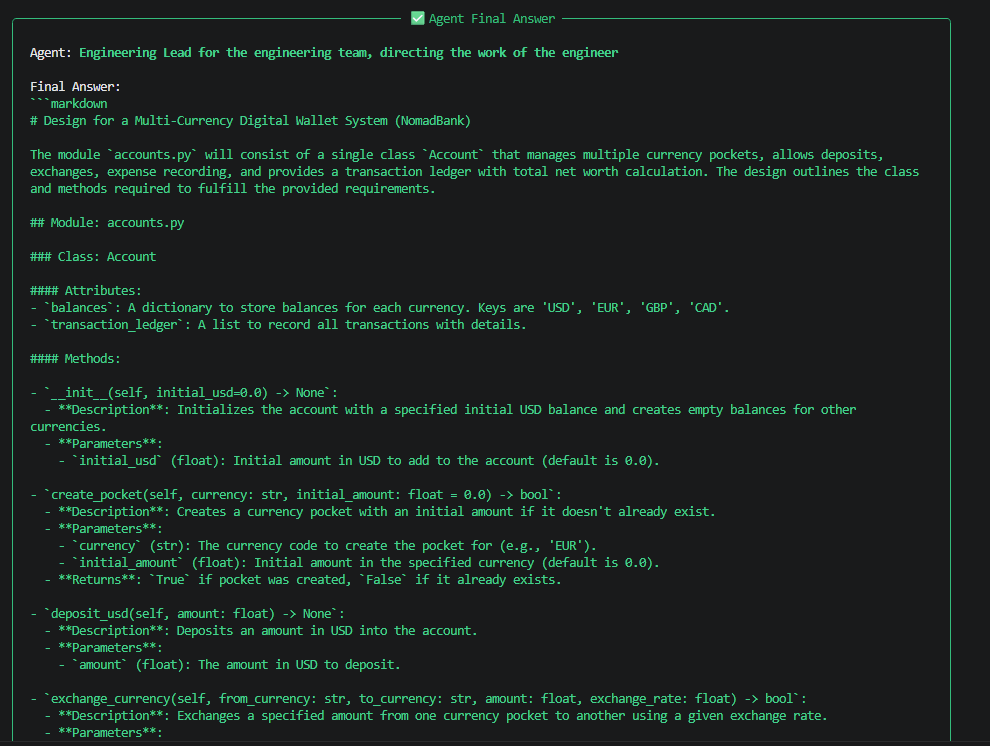 ✅ Agent Final Answer
Agent: Engineering Lead for the engineering team, directing the work of the engineer
Final Answer:
```markdown
# Design for a Multi-Currency Digital Wallet System (NomadBank)
The module `accounts.py` will consist of a single class `Account` that manages multiple currency pockets, allows deposits,
exchanges, expense recording, and provides a transaction ledger with total net worth calculation. The design outlines the class
and methods required to fulfill the provided requirements.
## Module: accounts.py
### Class: Account
#### Attributes:
- `balances`: A dictionary to store balances for each currency. Keys are 'USD', 'EUR', 'GBP', 'CAD'.
- `transaction_ledger`: A list to record all transactions with details.
#### Methods:
- `__init__(self, initial_usd=0.0) -> None`:
  - **Description**: Initializes the account with a specified initial USD balance and creates empty balances for other
currencies.
  - **Parameters**:
    - `initial_usd` (float): Initial amount in USD to add to the account (default is 0.0).
- `create_pocket(self, currency: str, initial_amount: float = 0.0) -> bool`:
  - **Description**: Creates a currency pocket with an initial amount if it doesn't already exist.
  - **Parameters**:
    - `currency` (str): The currency code to create the pocket for (e.g., 'EUR').
    - `initial_amount` (float): Initial amount in the specified currency (default is 0.0).
  - **Returns**: `True` if pocket was created, `False` if it already exists.
- `deposit_usd(self, amount: float) -> None`:
  - **Description**: Deposits an amount in USD into the account.
  - **Parameters**:
    - `amount` (float): The amount in USD to deposit.
- `exchange_currency(self, from_currency: str, to_currency: str, amount: float, exchange_rate: float) -> bool`:
  - **Description**: Exchanges a specified amount from one currency pocket to another using a given exchange rate.
  - **Parameters**: